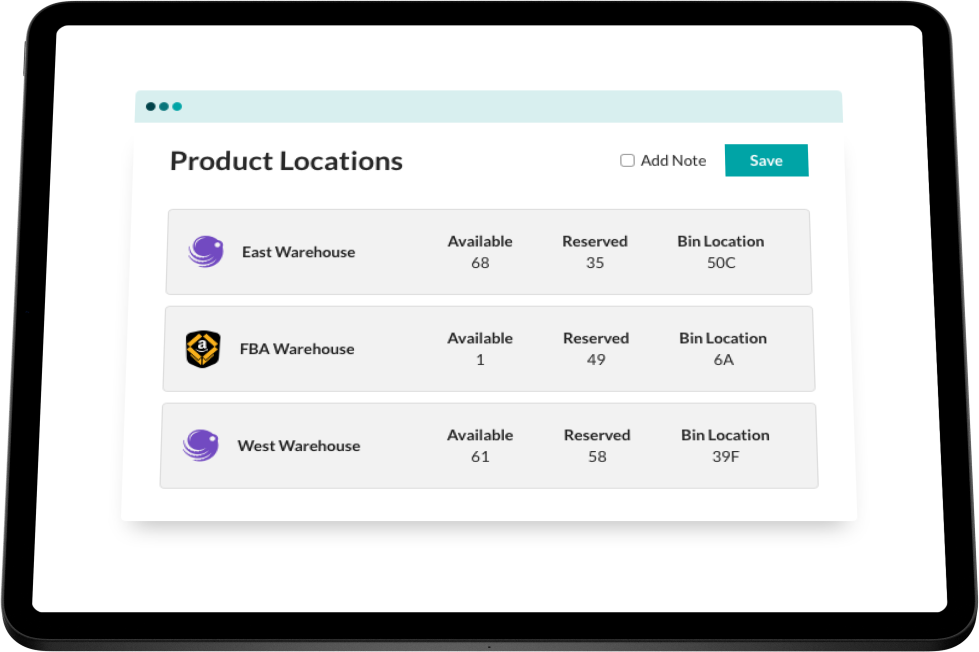 Product Locations
Add Note
Save
East Warehouse
Available
Reserved
Bin Location
68
35
50C
a
FBA Warehouse
Available
Reserved
Bin Location
1
49
6A
West Warehouse
Available
Reserved
Bin Location
61
58
39F